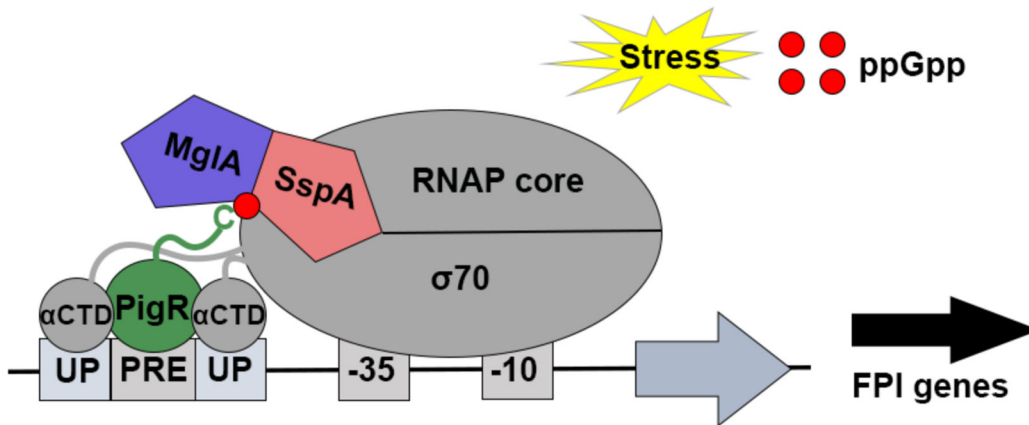 Stress
ppGpp
MglA
SspA
RNAP core
σ70
C
αCTD
PigR
αCTD
UP
PRE
UP
-35
-10
FPI genes